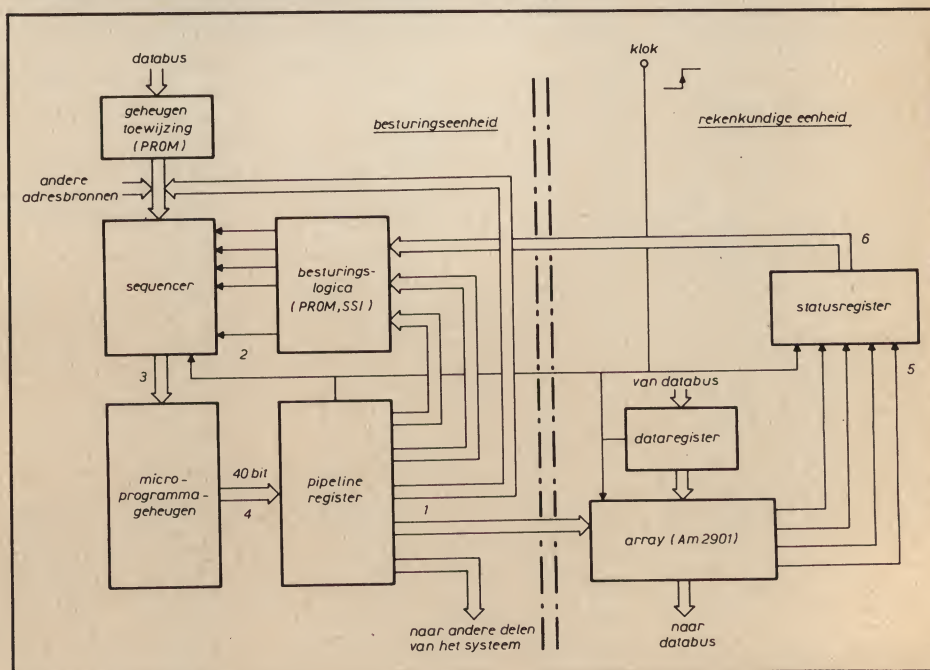 databus
geheugen
toewijzing
(PROM)
andere
adresbronnen
sequencer
besturings-
logica
(PROM, SSI)
besturingseenheid
klok
rekenkundige eenheid
6
statusregister
2
3
5
van databus
dataregister
micro-
programma-
geheugen
40 bit
4
pipeline
register
1
array (Am2901)
naar andere delen
van het systeem
naar
databus